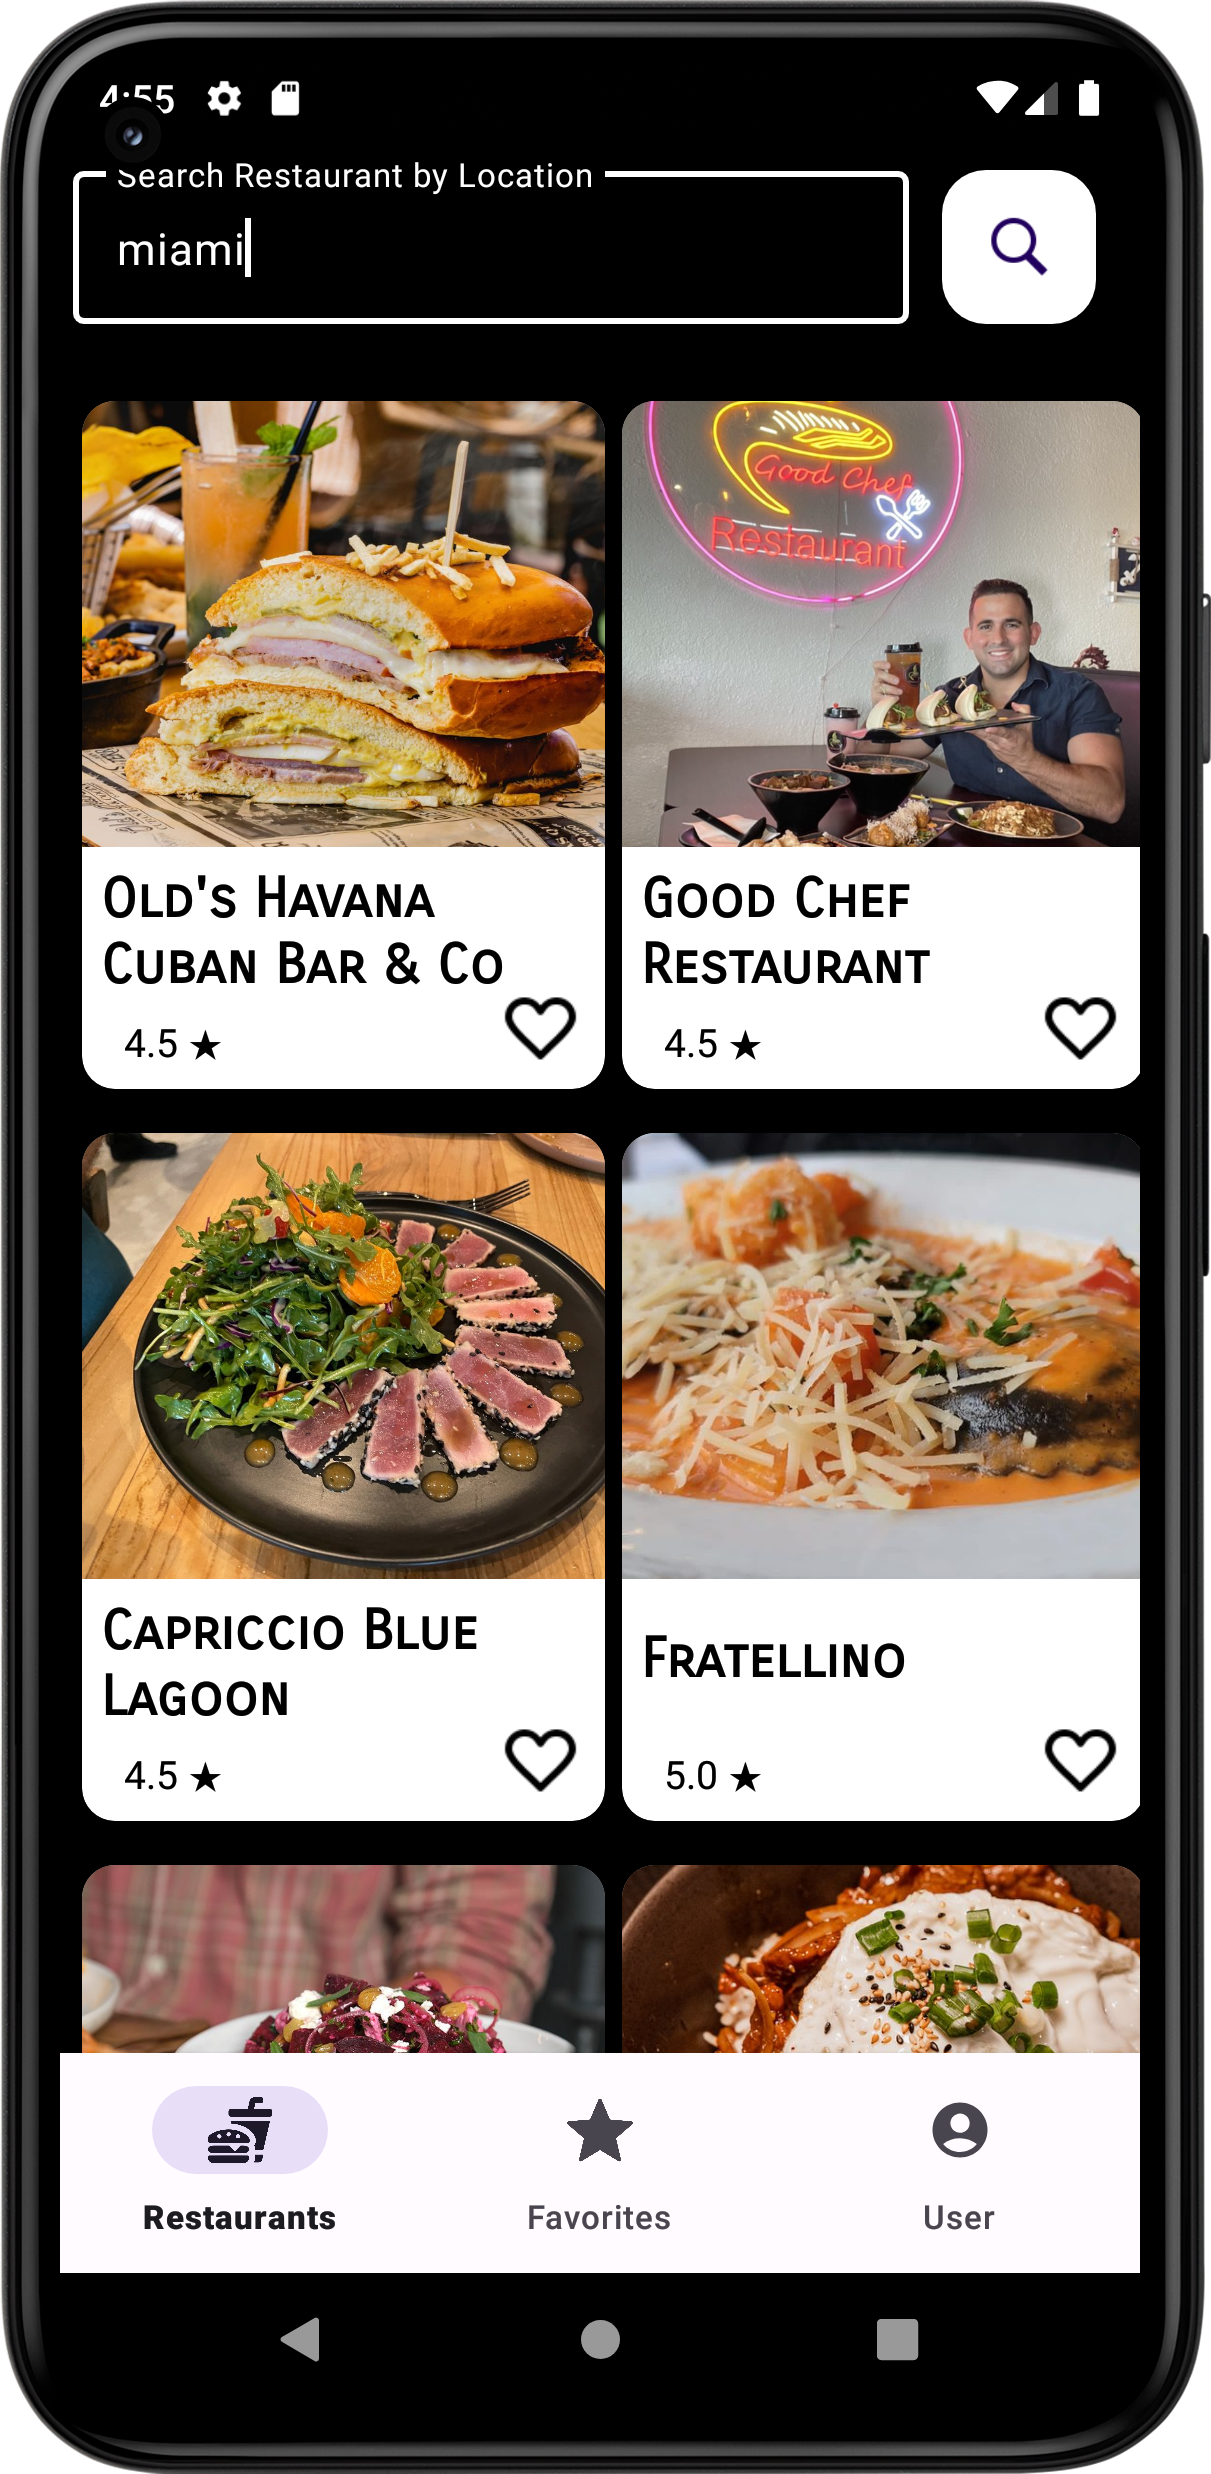 4:55
Search Restaurant by Location
miami
Good Chef
Restaurant
Old's Havana
Cuban Bar & Co
4.5 ★
Good Chef
Restaurant
4.5 ★
Capriccio Blue
Lagoon
4.5 ★
Fratellino
5.0 ★
Restaurants
Favorites
User